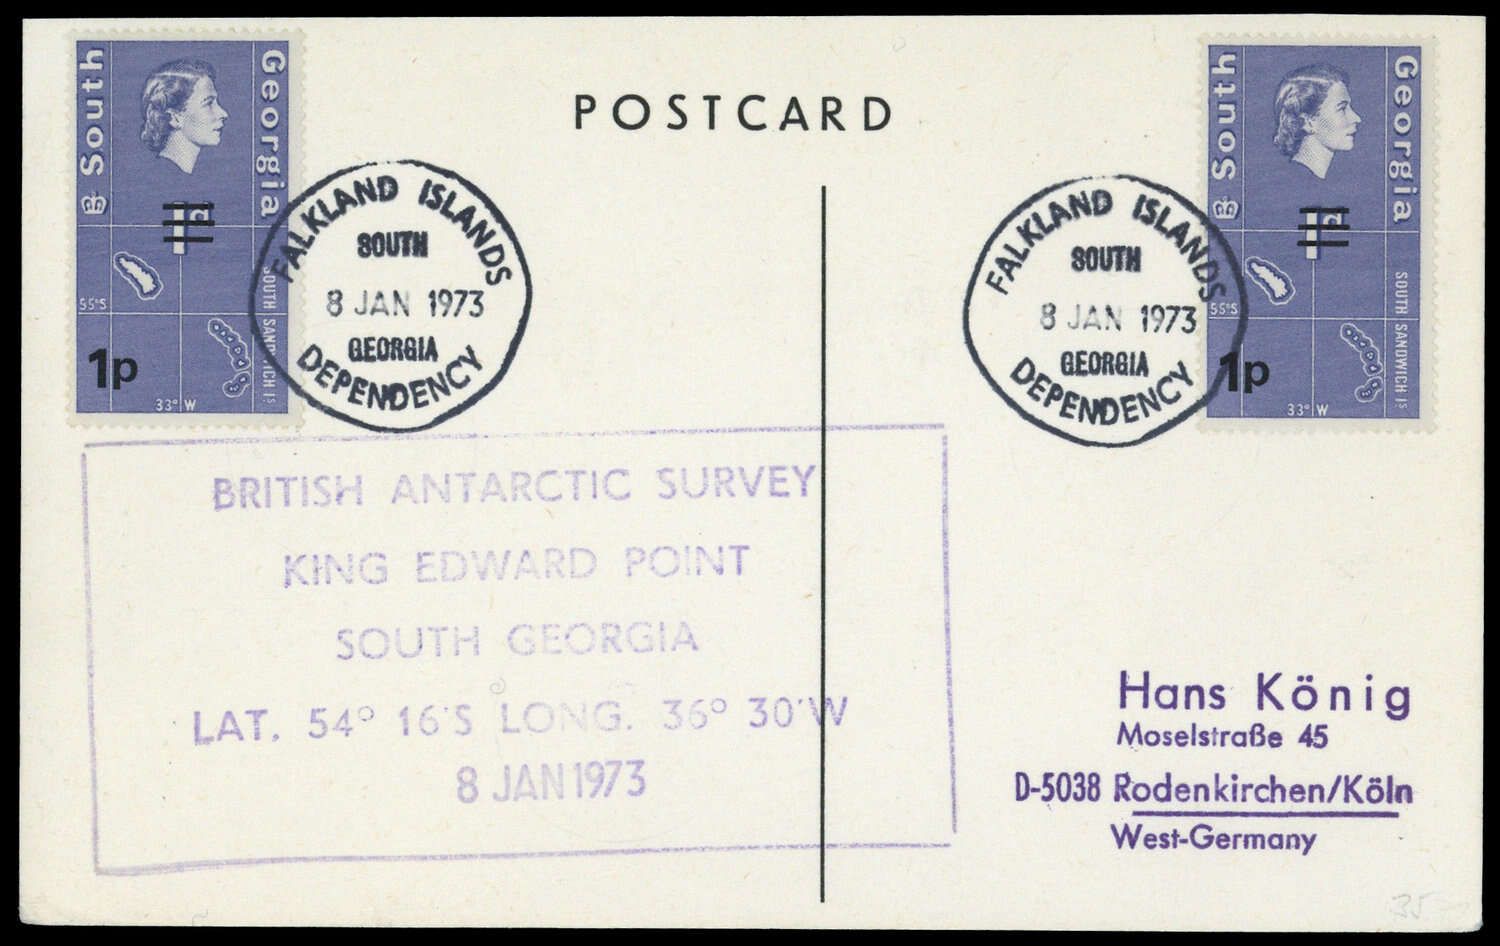 POSTCARD
South Georgia
1d
55°S
SOUTH SANDWICH Is
33° W
1p
FALKLAND ISLANDS
SOUTH
8 JAN 1973
GEORGIA
DEPENDENCY
South Georgia
1d
55°S
SOUTH SANDWICH Is
33° W
1p
FALKLAND ISLANDS
SOUTH
8 JAN 1973
GEORGIA
DEPENDENCY
BRITISH ANTARCTIC SURVEY
KING EDWARD POINT
SOUTH GEORGIA
LAT. 54° 16'S LONG. 36° 30'W
8 JAN 1973
Hans König
Moselstraße 45
D-5038 Rodenkirchen/Köln
West-Germany
35-